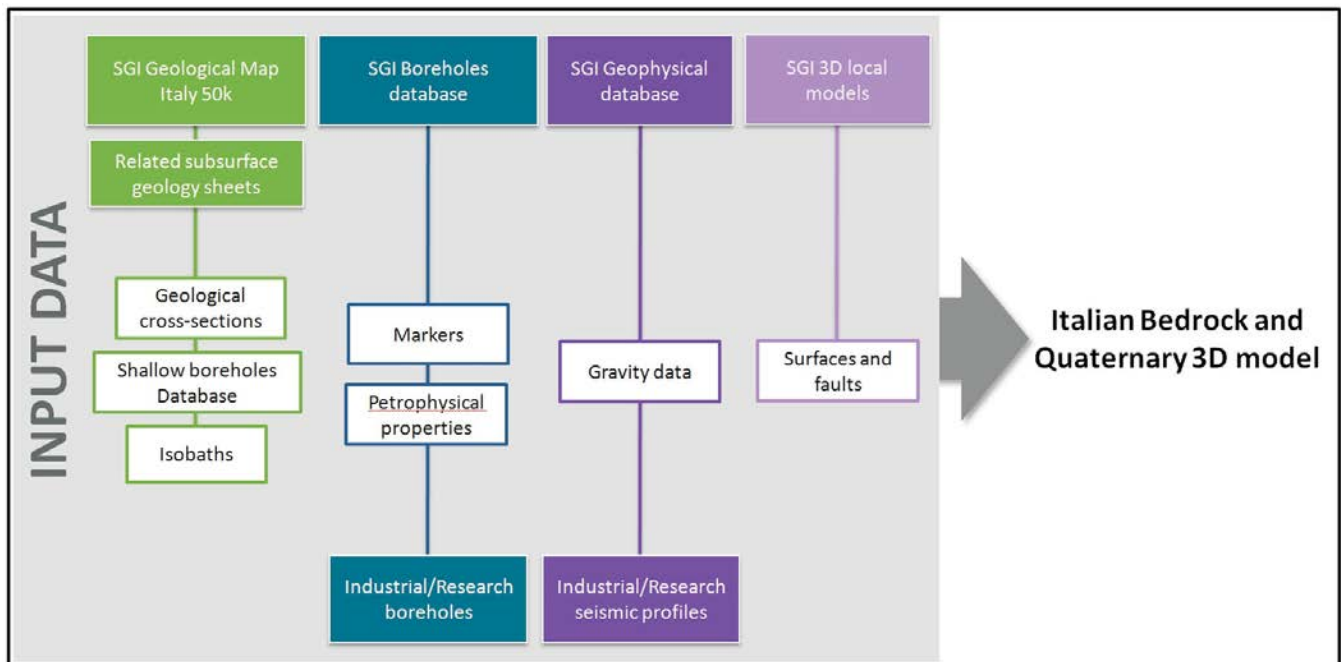 INPUT DATA
SGI Geological Map
Italy 50k
Related subsurface
geology sheets
Geological
cross-sections
Shallow boreholes
Database
Isobaths
SGI Boreholes
database
Markers
Petrophysical
properties
Industrial/Research
boreholes
SGI Geophysical
database
Gravity data
Industrial/Research
seismic profiles
SGI 3D local
models
Surfaces and
faults
Italian Bedrock and
Quaternary 3D model